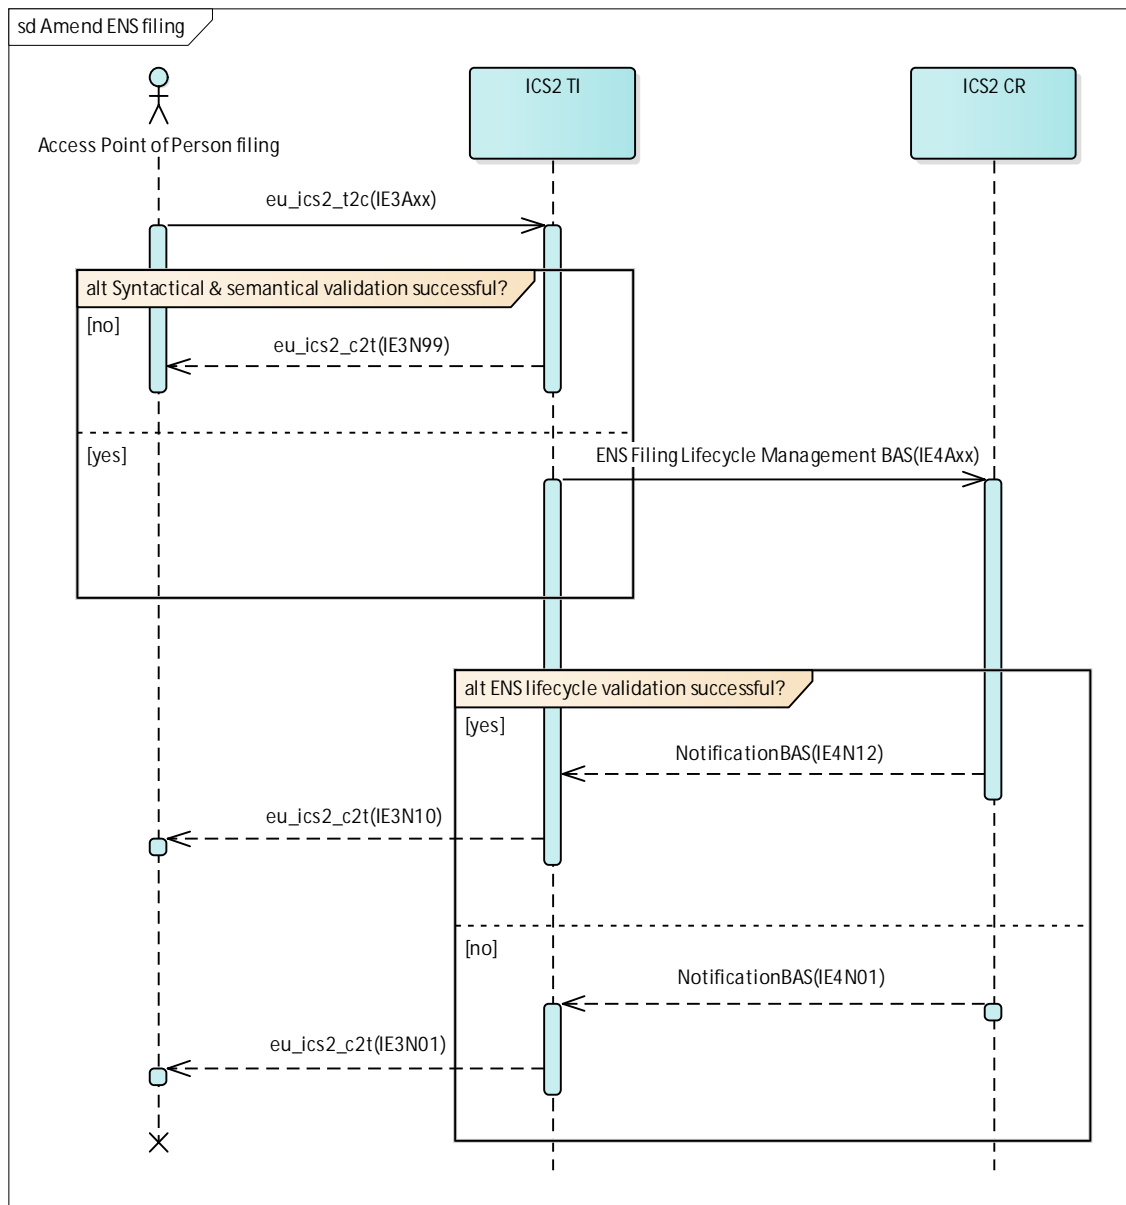 sd Amend ENS filing
ICS2 TI
ICS2 CR
Access Point of Person filing
eu_ics2_t2c(IE3Axx)
alt Syntactical & semantical validation successful?
[no]
eu_ics2_c2t(IE3N99)
[yes]
ENS Filing Lifecycle Management BAS(IE4Axx)
alt ENS lifecycle validation successful?
[yes]
NotificationBAS(IE4N12)
eu_ics2_c2t(IE3N10)
[no]
NotificationBAS(IE4N01)
eu_ics2_c2t(IE3N01)